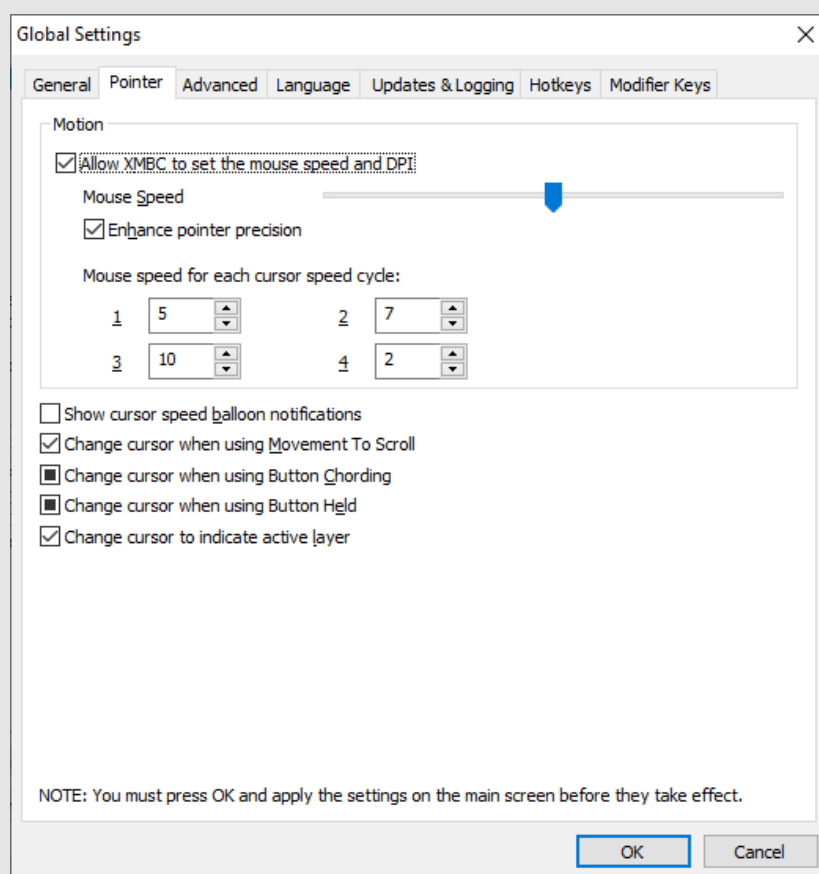 Global Settings
General Pointer Advanced Language Updates & Logging Hotkeys Modifier Keys
Motion
Allow XMBC to set the mouse speed and DPI
Mouse Speed
Enhance pointer precision
Mouse speed for each cursor speed cycle:
1 5 2 7
3 10 4 2
Show cursor speed balloon notifications
Change cursor when using Movement To Scroll
Change cursor when using Button Chording
Change cursor when using Button Held
Change cursor to indicate active layer
NOTE: You must press OK and apply the settings on the main screen before they take effect.
OK Cancel